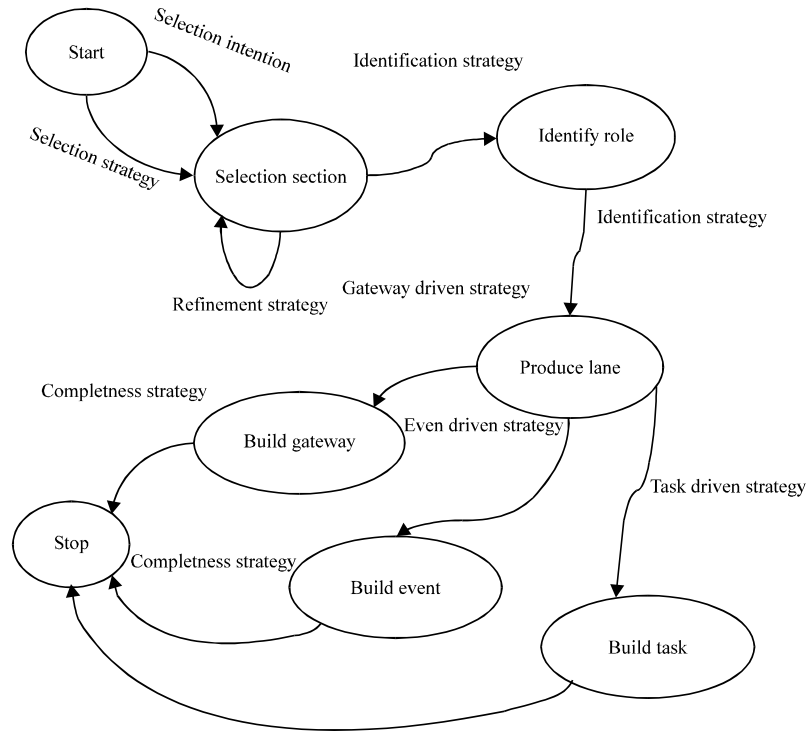 Selection intention
Start
Identification strategy
Identify role
Selection strategy
Selection section
Identification strategy
Gateway driven strategy
Refinement strategy
Produce lane
Completness strategy
Even driven strategy
Build gateway
Task driven strategy
Stop
Completness strategy
Build event
Build task